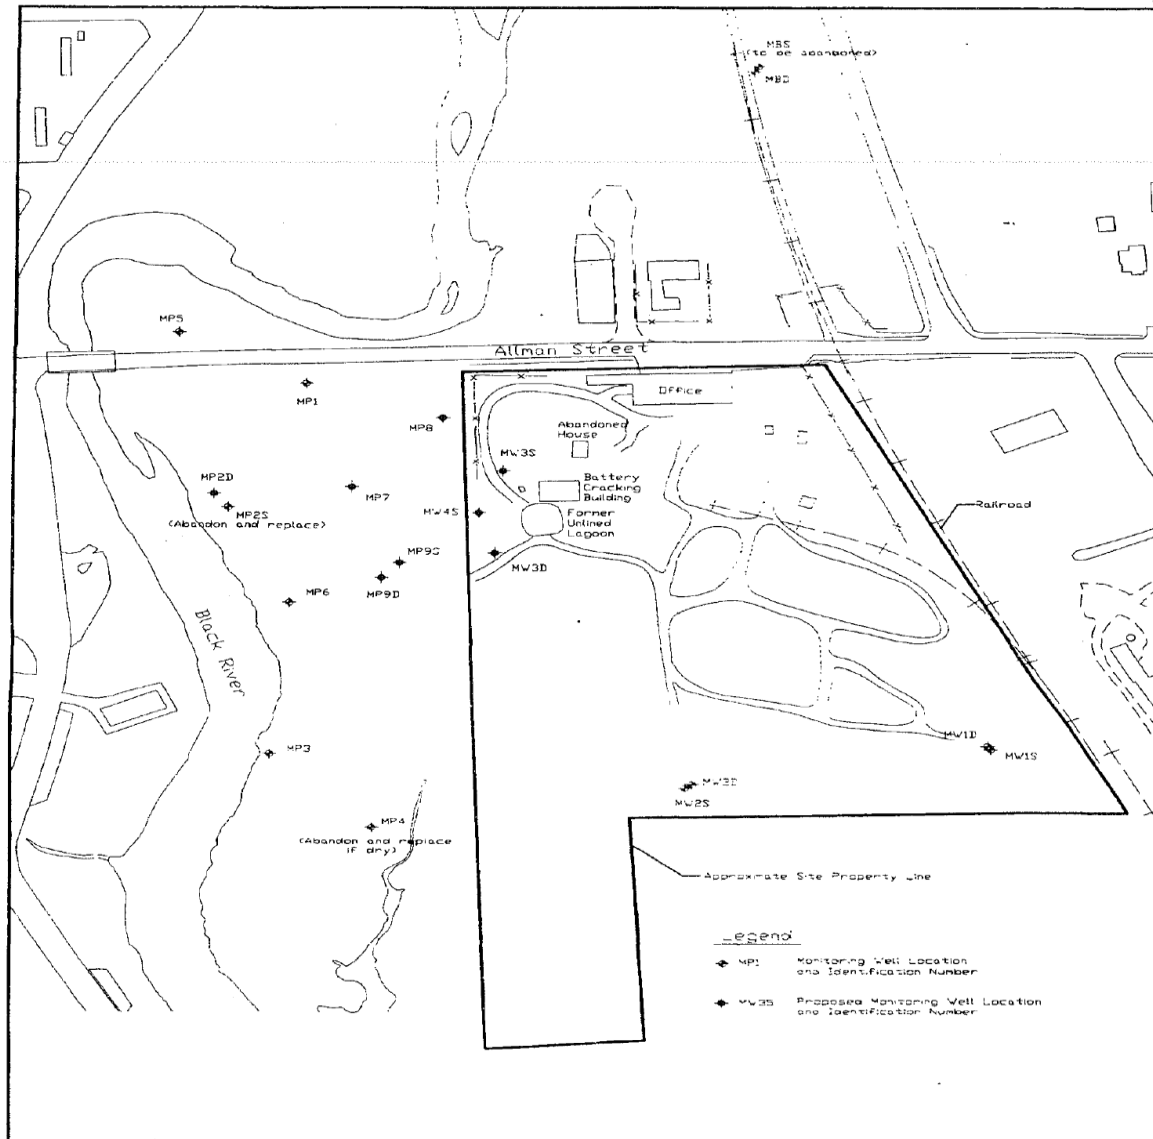 MBS
(to be abandoned)
MBD
MP5
Allman Street
MP1
Office
MP8
Abandoned
House
MW3S
Battery
Cracking
Building
MP2D
MP7
MP2S
(Abandon and replace)
MW4S
Former
Unlined
Lagoon
Railroad
MP9S
MW3D
MP9D
MP6
Black River
MP3
MW1D
MW1S
MW3D
MW2S
MP4
(Abandon and replace
if dry)
Approximate Site Property Line
Legend
MP1 Monitoring Well Location
and Identification Number
MW3S Proposed Monitoring Well Location
and Identification Number